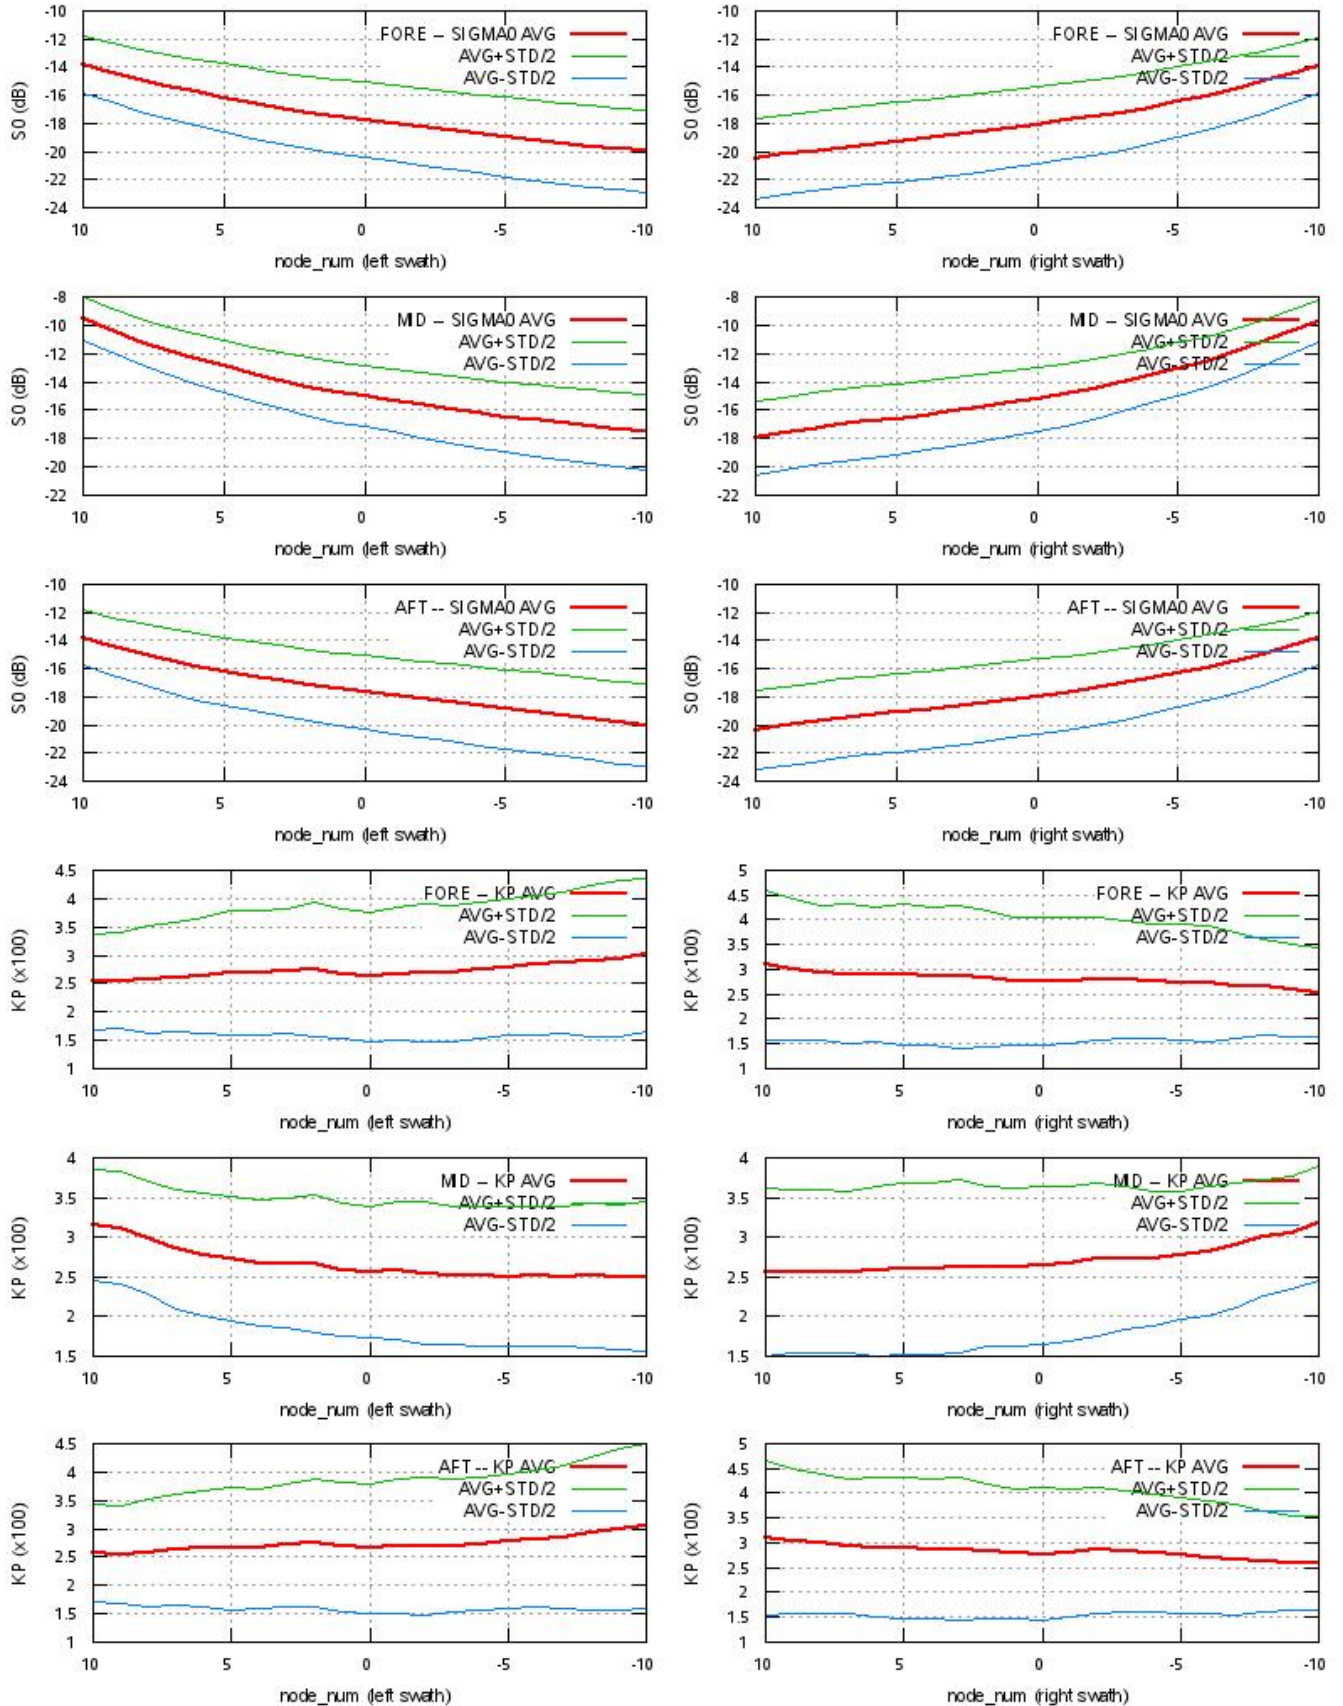 -10
-12
-14
-16
-18
-20
-22
-24
S0 (dB)
FORE -- SIGMA0 AVG
AVG+STD/2
AVG-STD/2
10 5 0 -5 -10
node_num (left swath)
-10
-12
-14
-16
-18
-20
-22
-24
S0 (dB)
FORE -- SIGMA0 AVG
AVG+STD/2
AVG-STD/2
10 5 0 -5 -10
node_num (right swath)
-8
-10
-12
-14
-16
-18
-20
-22
S0 (dB)
MID -- SIGMA0 AVG
AVG+STD/2
AVG-STD/2
10 5 0 -5 -10
node_num (left swath)
-8
-10
-12
-14
-16
-18
-20
-22
S0 (dB)
MID -- SIGMA0 AVG
AVG+STD/2
AVG-STD/2
10 5 0 -5 -10
node_num (right swath)
-10
-12
-14
-16
-18
-20
-22
-24
S0 (dB)
AFT -- SIGMA0 AVG
AVG+STD/2
AVG-STD/2
10 5 0 -5 -10
node_num (left swath)
-10
-12
-14
-16
-18
-20
-22
-24
S0 (dB)
AFT -- SIGMA0 AVG
AVG+STD/2
AVG-STD/2
10 5 0 -5 -10
node_num (right swath)
4.5
4
3.5
3
2.5
2
1.5
1
KP (x100)
FORE -- KP AVG
AVG+STD/2
AVG-STD/2
10 5 0 -5 -10
node_num (left swath)
5
4.5
4
3.5
3
2.5
2
1.5
1
KP (x100)
FORE -- KP AVG
AVG+STD/2
AVG-STD/2
10 5 0 -5 -10
node_num (right swath)
4
3.5
3
2.5
2
1.5
KP (x100)
MID -- KP AVG
AVG+STD/2
AVG-STD/2
10 5 0 -5 -10
node_num (left swath)
4
3.5
3
2.5
2
1.5
KP (x100)
MID -- KP AVG
AVG+STD/2
AVG-STD/2
10 5 0 -5 -10
node_num (right swath)
4.5
4
3.5
3
2.5
2
1.5
1
KP (x100)
AFT -- KP AVG
AVG+STD/2
AVG-STD/2
10 5 0 -5 -10
node_num (left swath)
5
4.5
4
3.5
3
2.5
2
1.5
1
KP (x100)
AFT -- KP AVG
AVG+STD/2
AVG-STD/2
10 5 0 -5 -10
node_num (right swath)